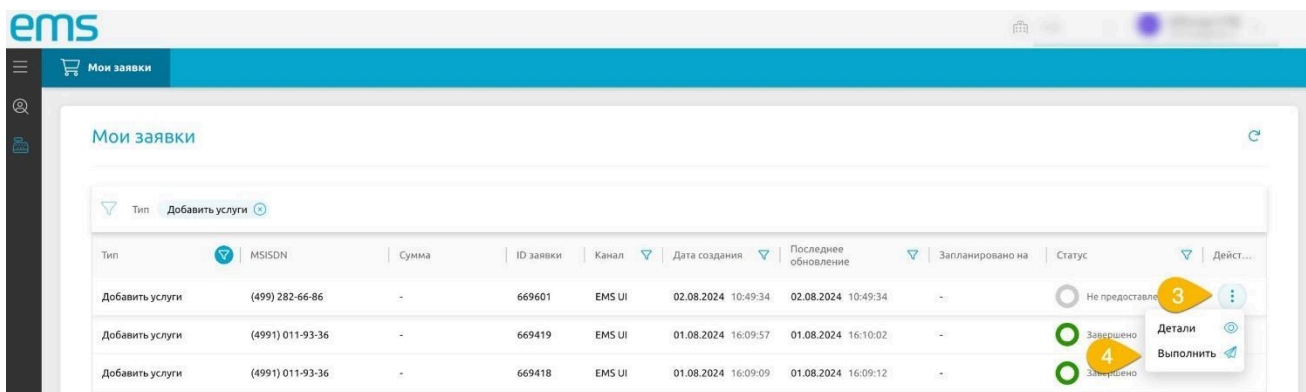 ems
Мои заявки
Мои заявки
Тип Добавить услуги
Тип MSISDN Сумма ID заявки Канал Дата создания Последнее обновление Запланировано на Статус Дейст...
Добавить услуги (499) 282-66-86 - 669601 EMS UI 02.08.2024 10:49:34 02.08.2024 10:49:34 - Не предоставле 3
Детали
Добавить услуги (4991) 011-93-36 - 669419 EMS UI 01.08.2024 16:09:57 01.08.2024 16:10:02 - Завершено
4 Выполнить
Добавить услуги (4991) 011-93-36 - 669418 EMS UI 01.08.2024 16:09:09 01.08.2024 16:09:12 - Завершено